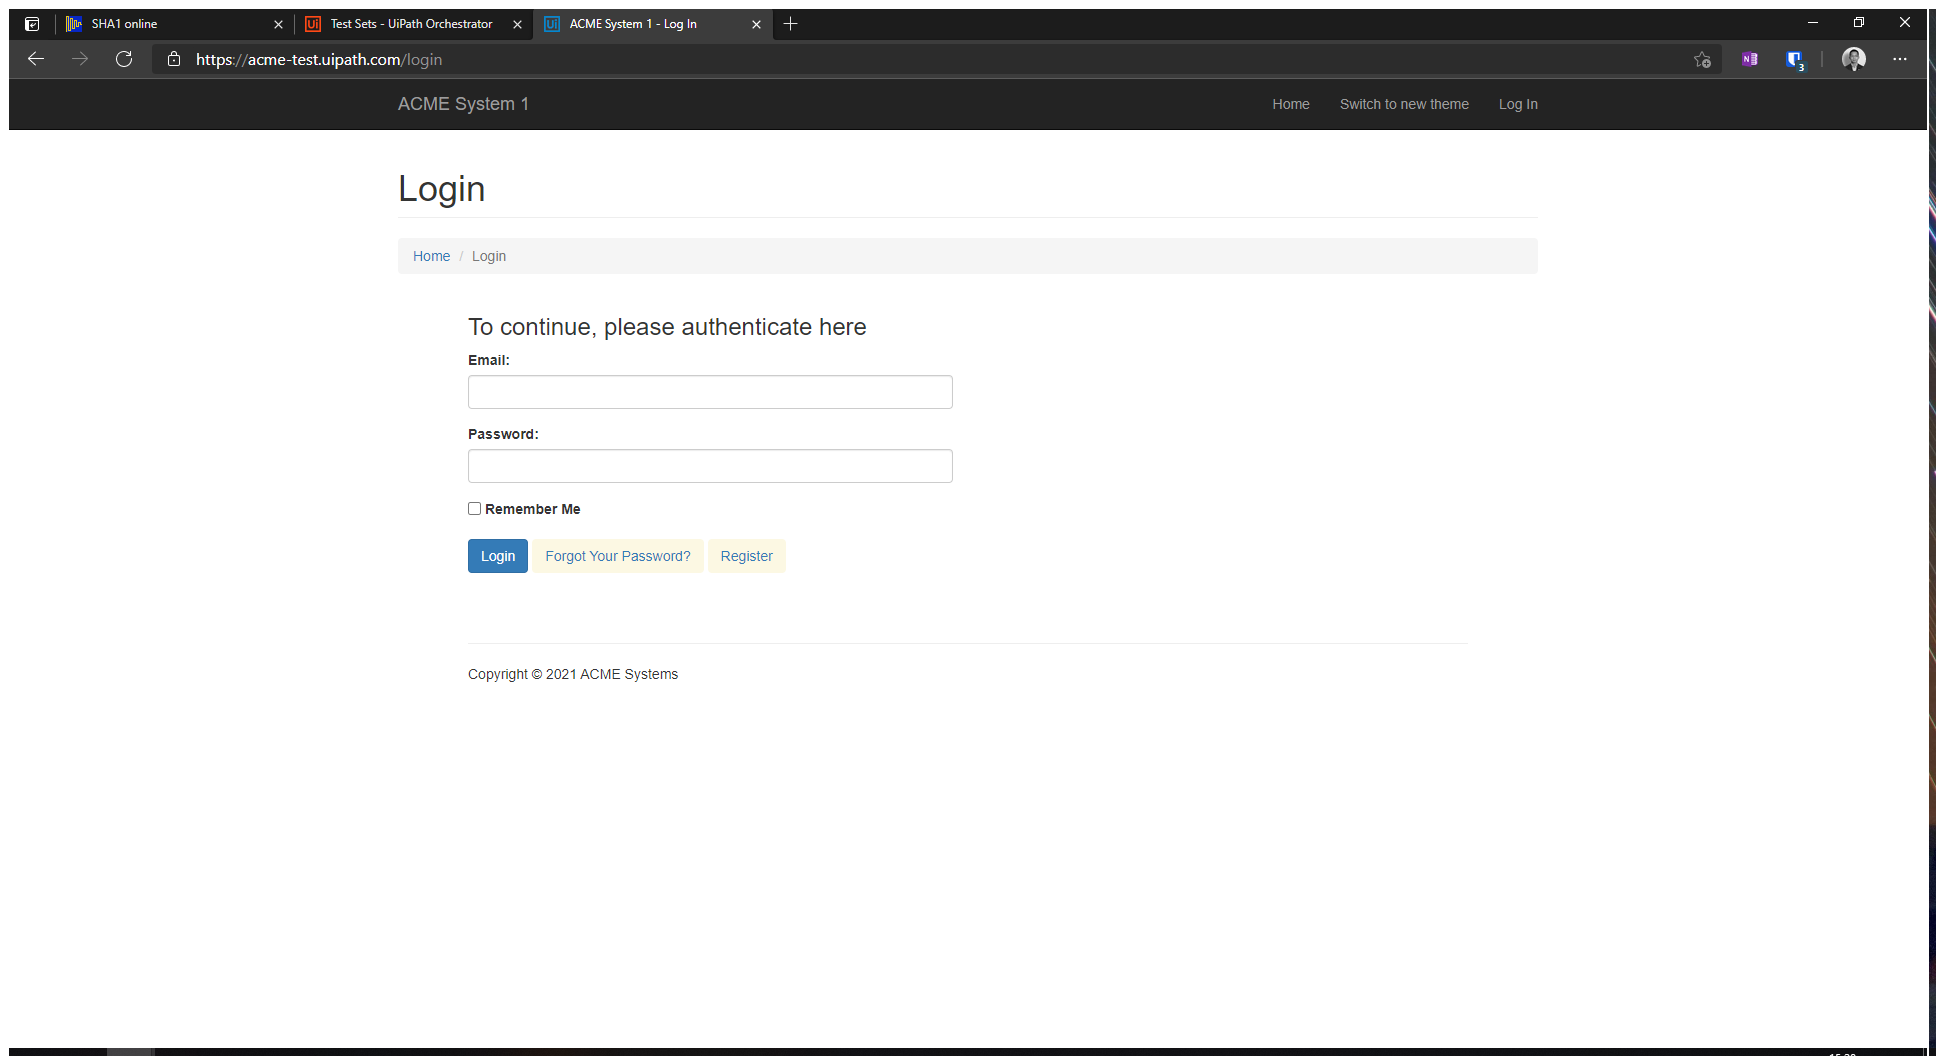 SHA1 online
Test Sets - UiPath Orchestrator
ACME System 1 - Log In
https://acme-test.uipath.com/login
ACME System 1
Home
Switch to new theme
Log In
Login
Home / Login
To continue, please authenticate here
Email:
Password:
Remember Me
Login
Forgot Your Password?
Register
Copyright © 2021 ACME Systems